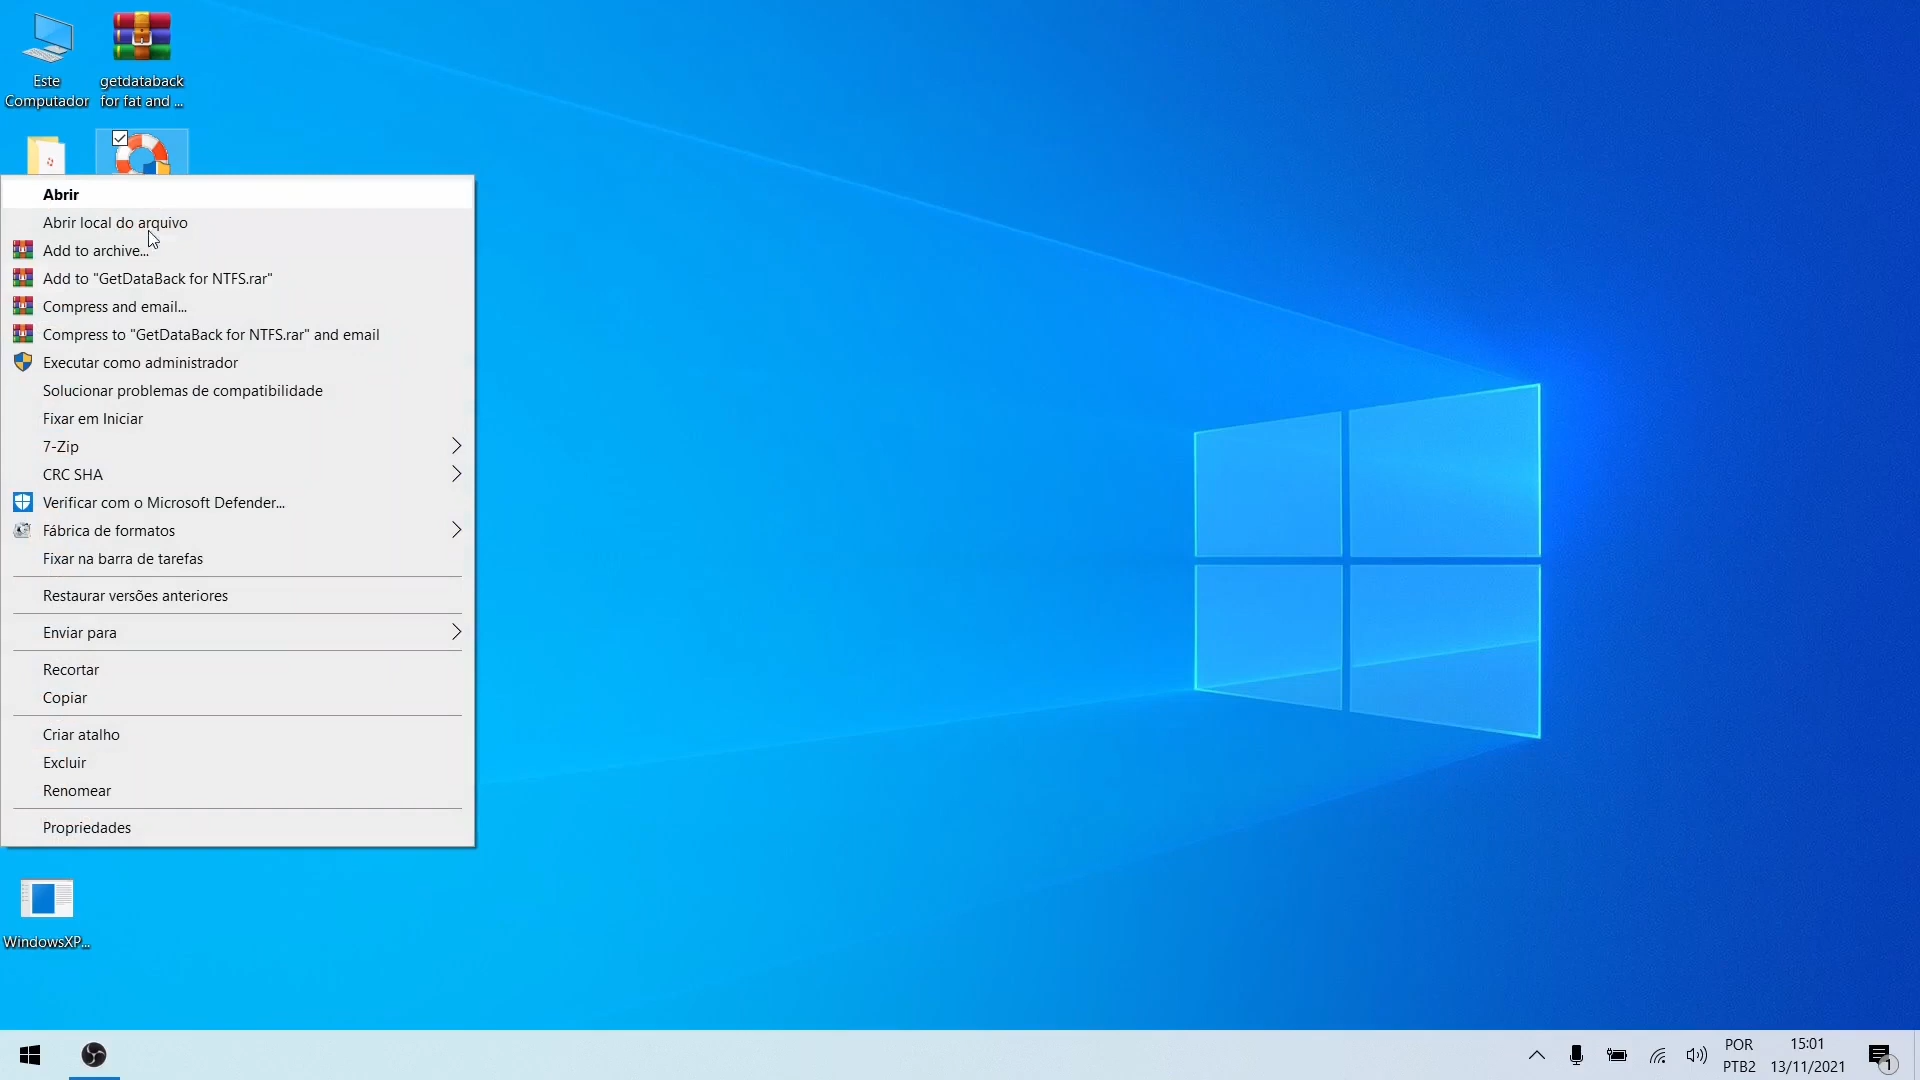 Este
Computador
getdataback
for fat and ...
Abrir
Abrir local do arquivo
Add to archive...
Add to "GetDataBack for NTFS.rar"
Compress and email...
Compress to "GetDataBack for NTFS.rar" and email
Executar como administrador
Solucionar problemas de compatibilidade
Fixar em Iniciar
7-Zip
CRC SHA
Verificar com o Microsoft Defender...
Fábrica de formatos
Fixar na barra de tarefas
Restaurar versões anteriores
Enviar para
Recortar
Copiar
Criar atalho
Excluir
Renomear
Propriedades
WindowsXP...
POR
PTB2
15:01
13/11/2021
1